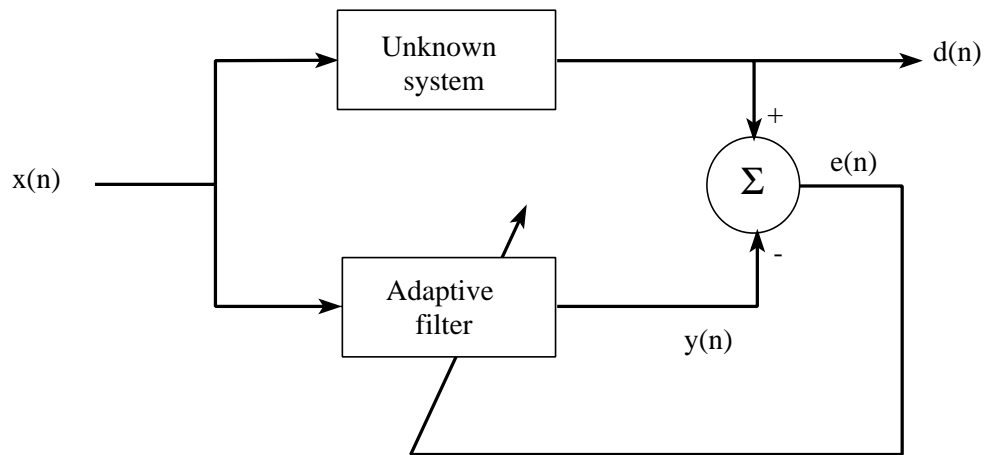 Unknown
system
d(n)
+
x(n)
Σ
e(n)
-
Adaptive
filter
y(n)